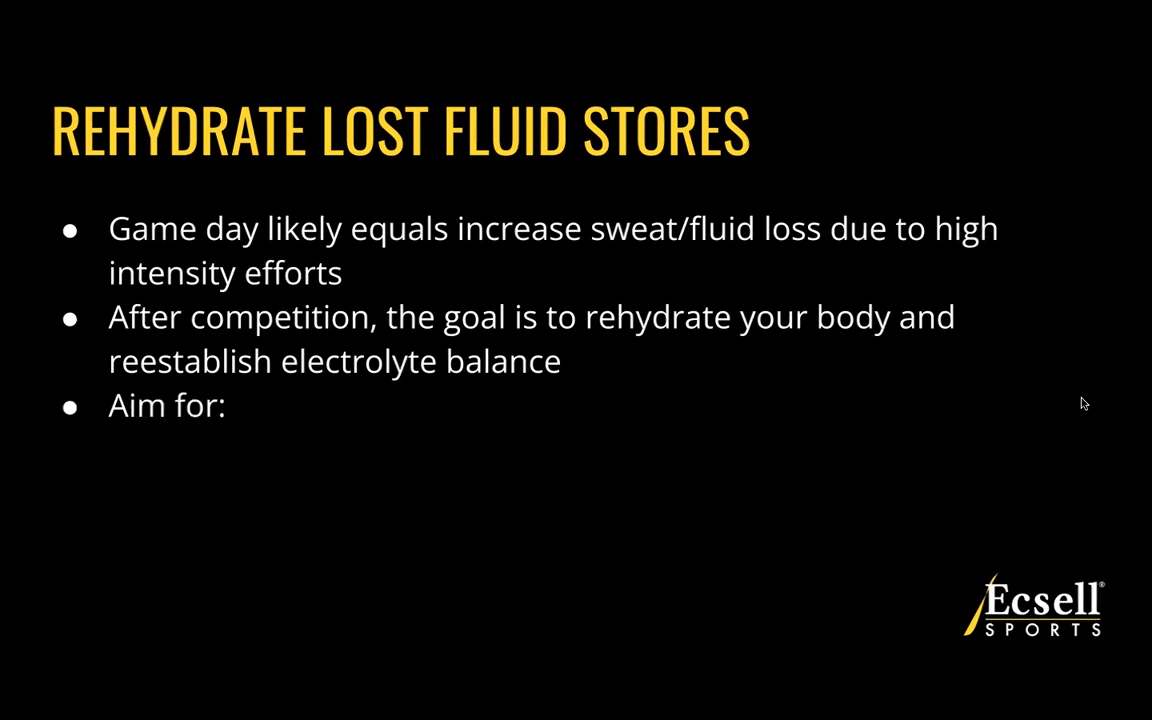 REHYDRATE LOST FLUID STORES
● Game day likely equals increase sweat/fluid loss due to high
intensity efforts
● After competition, the goal is to rehydrate your body and
reestablish electrolyte balance
● Aim for:
Ecsell®
SPORTS